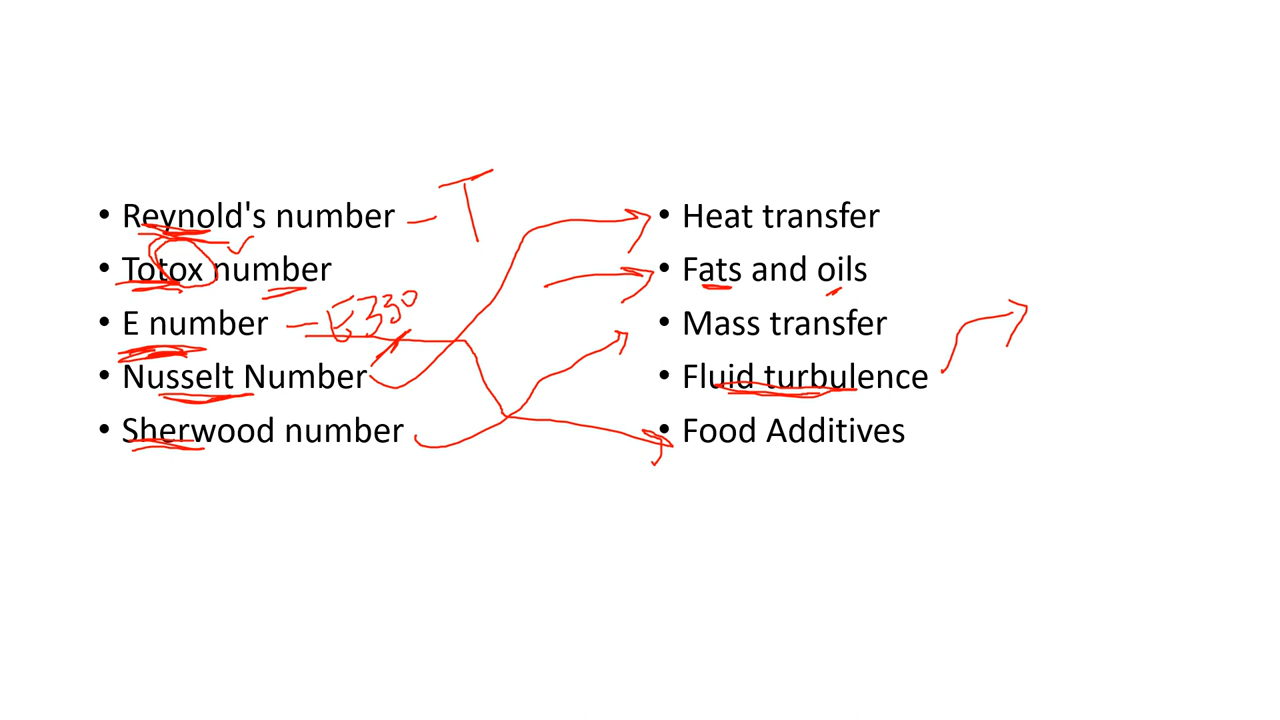 • Reynold's number – T
• Totox number
• E number – E330
• Nusselt Number
• Sherwood number
• Heat transfer
• Fats and oils
• Mass transfer
• Fluid turbulence
• Food Additives